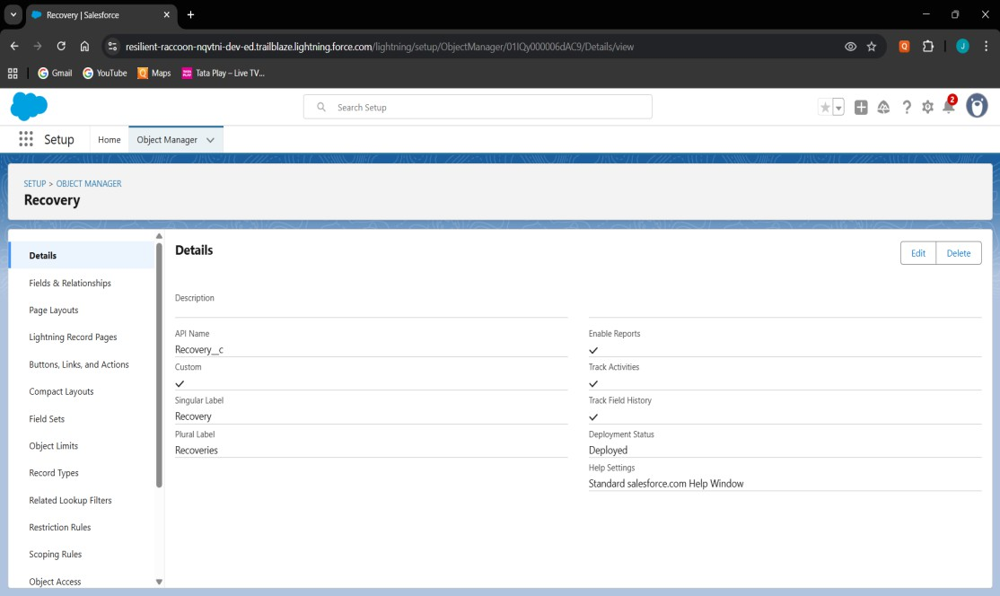 Recovery | Salesforce
resilient-raccoon-nqvtni-dev-ed.trailblaze.lightning.force.com/lightning/setup/ObjectManager/01IQy000006dAC9/Details/view
Q
J
Gmail
YouTube
Maps
Tata Play – Live TV...
Search Setup
2
Setup
Home
Object Manager
SETUP > OBJECT MANAGER
Recovery
Details
Fields & Relationships
Page Layouts
Lightning Record Pages
Buttons, Links, and Actions
Compact Layouts
Field Sets
Object Limits
Record Types
Related Lookup Filters
Restriction Rules
Scoping Rules
Object Access
Details
Edit
Delete
Description
API Name
Recovery__c
Custom
Singular Label
Recovery
Plural Label
Recoveries
Enable Reports
Track Activities
Track Field History
Deployment Status
Deployed
Help Settings
Standard salesforce.com Help Window